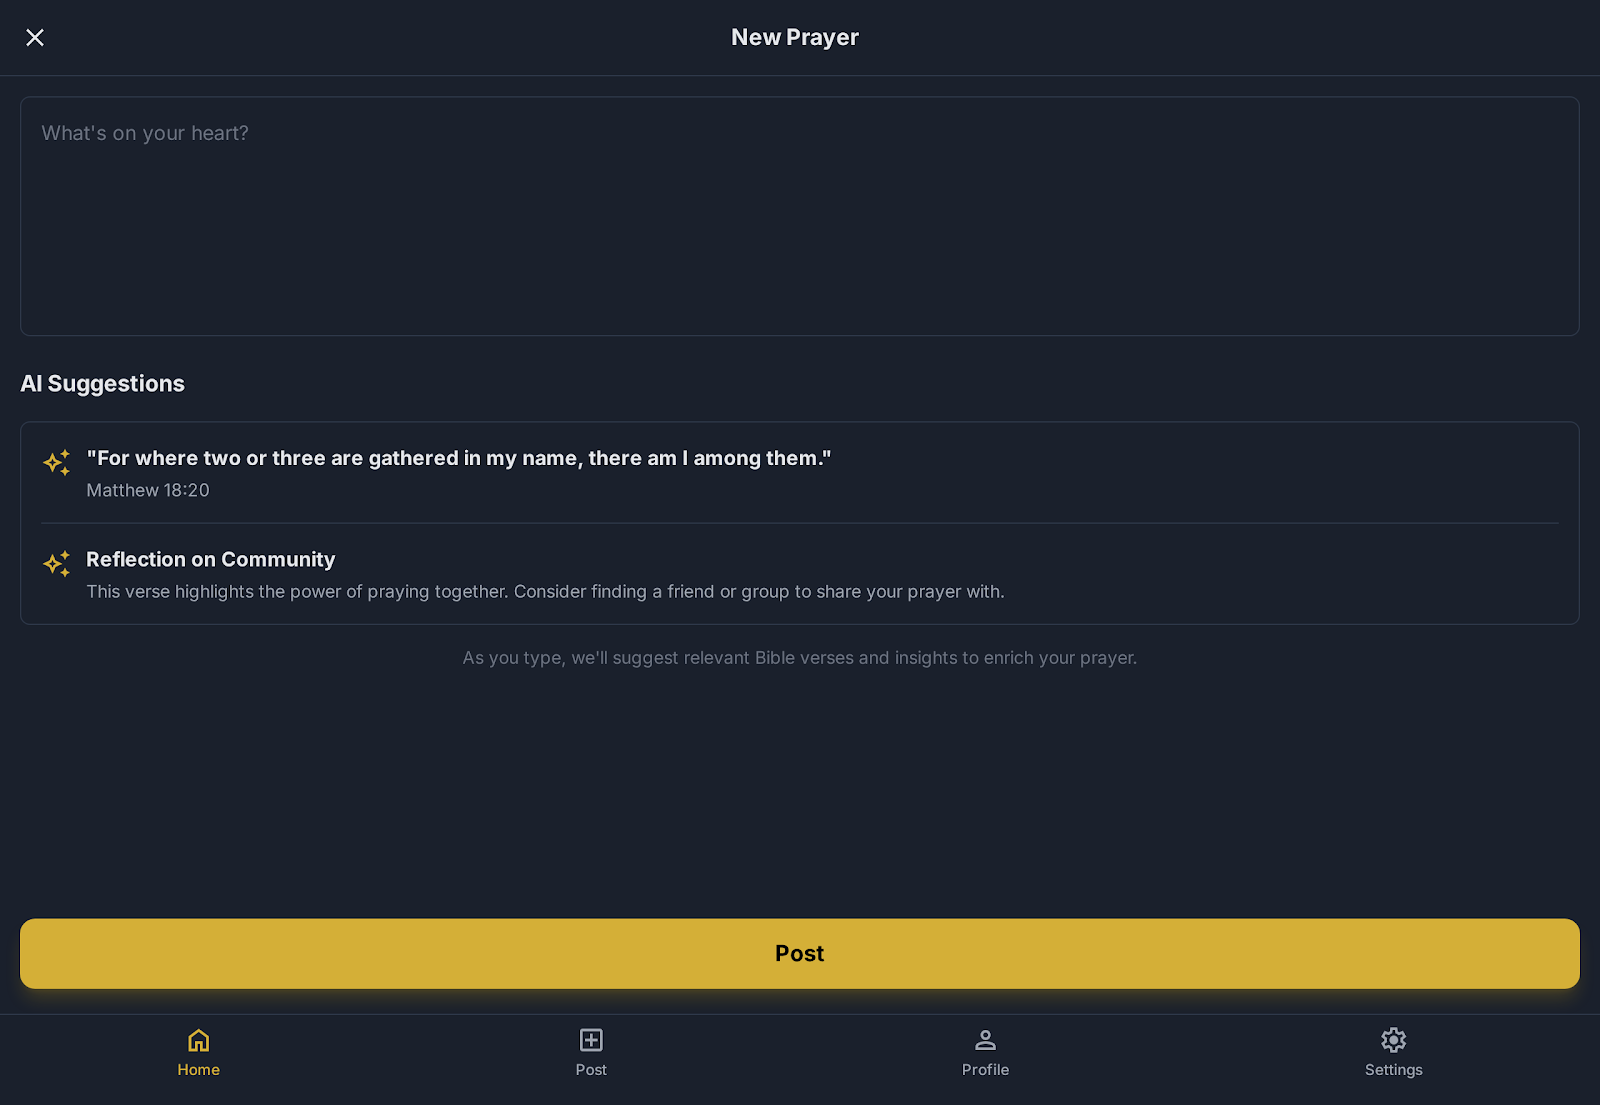 New Prayer
What's on your heart?
AI Suggestions
"For where two or three are gathered in my name, there am I among them."
Matthew 18:20
Reflection on Community
This verse highlights the power of praying together. Consider finding a friend or group to share your prayer with.
As you type, we'll suggest relevant Bible verses and insights to enrich your prayer.
Post
Home
Post
Profile
Settings